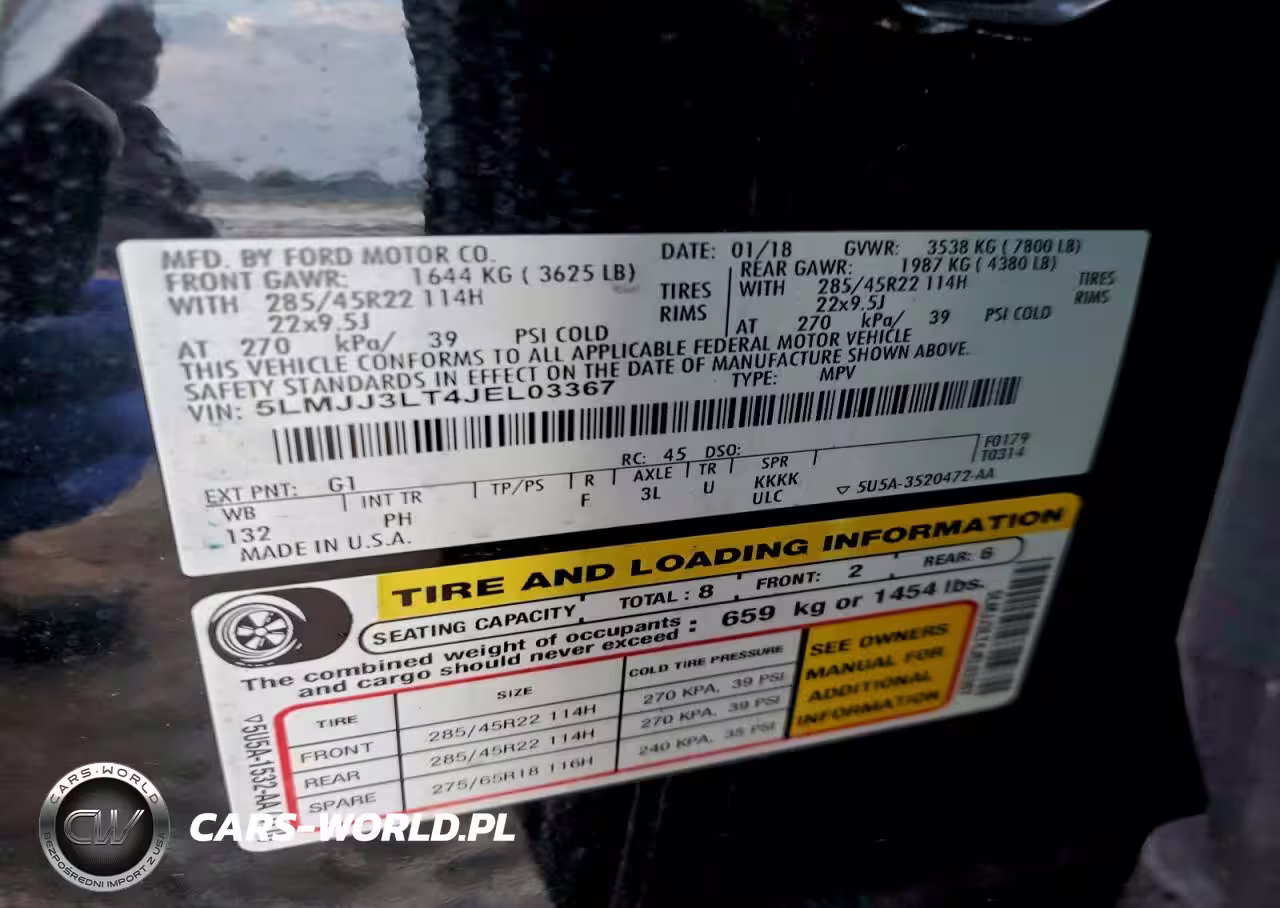 MFD. BY FORD MOTOR CO.
DATE: 01/18 GVWR: 3538 KG ( 7800 LB)
FRONT GAWR: 1644 KG ( 3625 LB)
WITH 285/45R22 114H TIRES
22x9.5J RIMS
AT 270 kPa/ 39 PSI COLD
REAR GAWR: 1987 KG ( 4380 LB)
WITH 285/45R22 114H TIRES
22x9.5J RIMS
AT 270 kPa/ 39 PSI COLD
THIS VEHICLE CONFORMS TO ALL APPLICABLE FEDERAL MOTOR VEHICLE
SAFETY STANDARDS IN EFFECT ON THE DATE OF MANUFACTURE SHOWN ABOVE.
VIN: 5LMJJ3LT4JEL03367 TYPE: MPV
F0179
T0314
EXT PNT: G1 RC: 45 DSO:
WB INT TR TP/PS R AXLE TR SPR
132 PH F 3L U KKKK
ULC
MADE IN U.S.A. ▽ 5U5A-3520472-AA
TIRE AND LOADING INFORMATION
SEATING CAPACITY TOTAL: 8 FRONT: 2 REAR: 6
The combined weight of occupants
and cargo should never exceed : 659 kg or 1454 lbs.
TIRE SIZE COLD TIRE PRESSURE
FRONT 285/45R22 114H 270 KPA, 39 PSI
REAR 285/45R22 114H 270 KPA, 39 PSI
SPARE 275/65R18 116H 240 KPA, 35 PSI
SEE OWNERS
MANUAL FOR
ADDITIONAL
INFORMATION
▽5U5A-1532-AA
CARS-WORLD
CW
BEZPOŚREDNI IMPORT Z USA
CARS-WORLD.PL